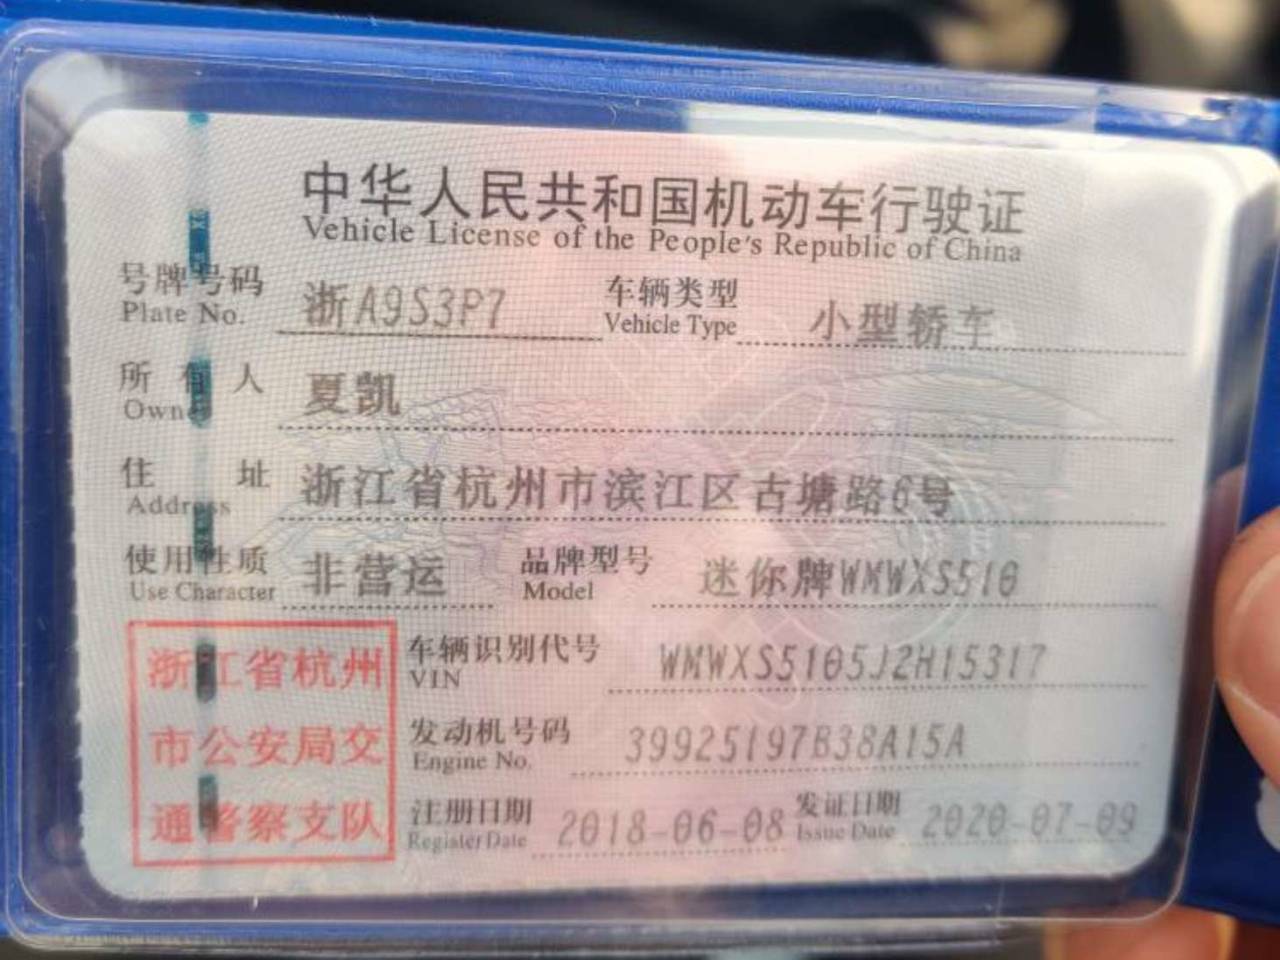 中华人民共和国机动车行驶证
Vehicle License of the People's Republic of China
号牌号码 浙A9S3P7 车辆类型 小型轿车
Plate No. Vehicle Type
所有人 夏凯
Owner
住址 浙江省杭州市滨江区古塘路6号
Address
使用性质 非营运 品牌型号 迷你牌WMWXS510
Use Character Model
浙江省杭州
市公安局交
通警察支队
车辆识别代号 WMWXS5105J2H15317
VIN
发动机号码 39925197B38A15A
Engine No.
注册日期 2018-06-08 发证日期 2020-07-09
Register Date Issue Date